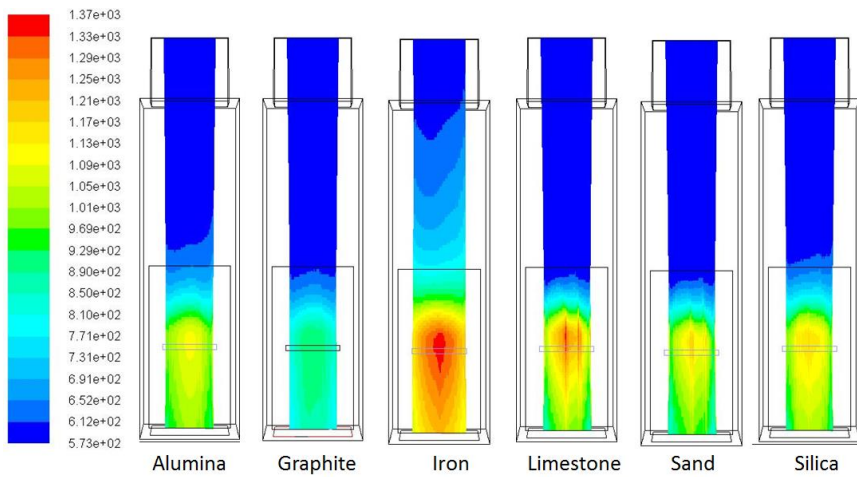 1.37e+03
1.33e+03
1.29e+03
1.25e+03
1.21e+03
1.17e+03
1.13e+03
1.09e+03
1.05e+03
1.01e+03
9.69e+02
9.29e+02
8.90e+02
8.50e+02
8.10e+02
7.71e+02
7.31e+02
6.91e+02
6.52e+02
6.12e+02
5.73e+02
Alumina Graphite Iron Limestone Sand Silica